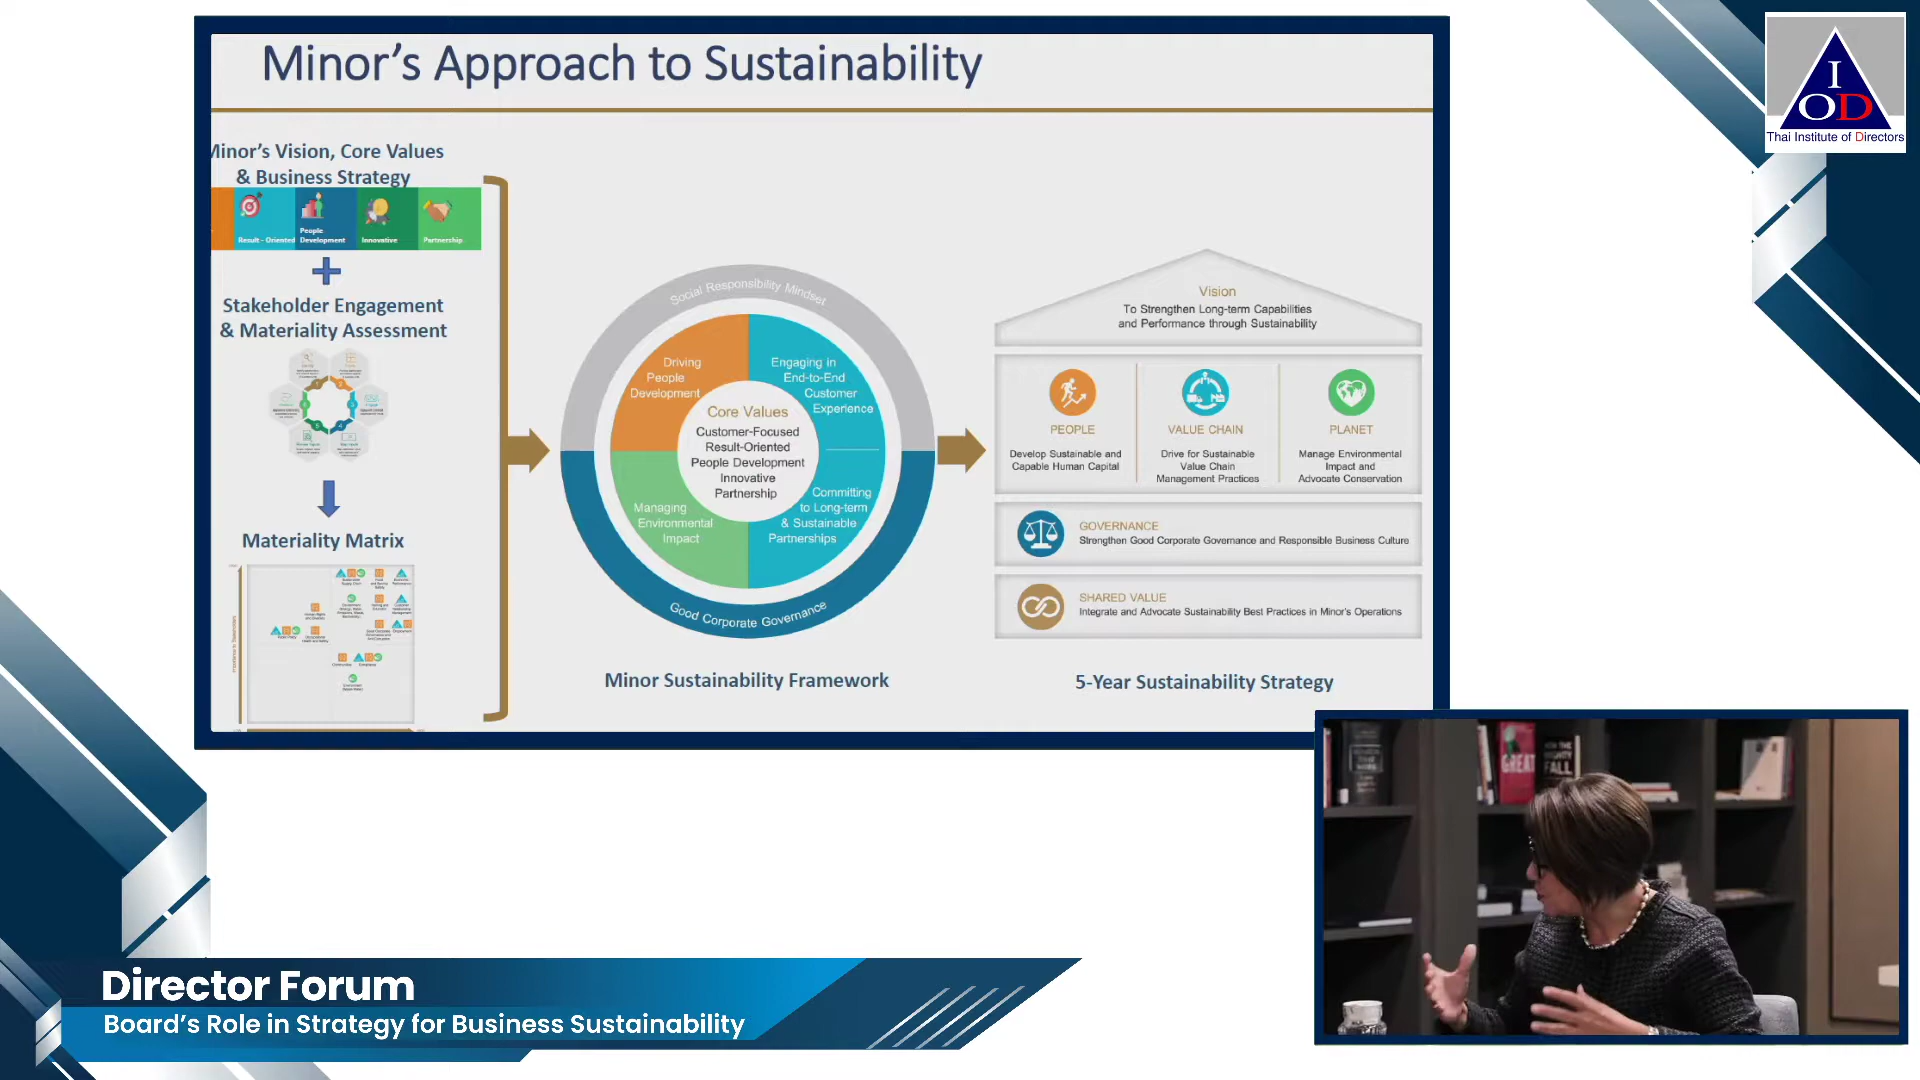 Minor's Approach to Sustainability
I
OD
Thai Institute of Directors
Minor's Vision, Core Values
& Business Strategy
Result - Oriented
People
Development
Innovative
Partnership
Stakeholder Engagement
& Materiality Assessment
Materiality Matrix
Social Responsibility Mindset
Driving
People
Development
Engaging in
End-to-End
Customer
Experience
Core Values
Customer-Focused
Result-Oriented
People Development
Innovative
Partnership
Managing
Environmental
Impact
Committing
to Long-term
& Sustainable
Partnerships
Good Corporate Governance
Minor Sustainability Framework
Vision
To Strengthen Long-term Capabilities
and Performance through Sustainability
PEOPLE
Develop Sustainable and
Capable Human Capital
VALUE CHAIN
Drive for Sustainable
Value Chain
Management Practices
PLANET
Manage Environmental
Impact and
Advocate Conservation
GOVERNANCE
Strengthen Good Corporate Governance and Responsible Business Culture
SHARED VALUE
Integrate and Advocate Sustainability Best Practices in Minor's Operations
5-Year Sustainability Strategy
GREAT
FALL
Director Forum
Board's Role in Strategy for Business Sustainability